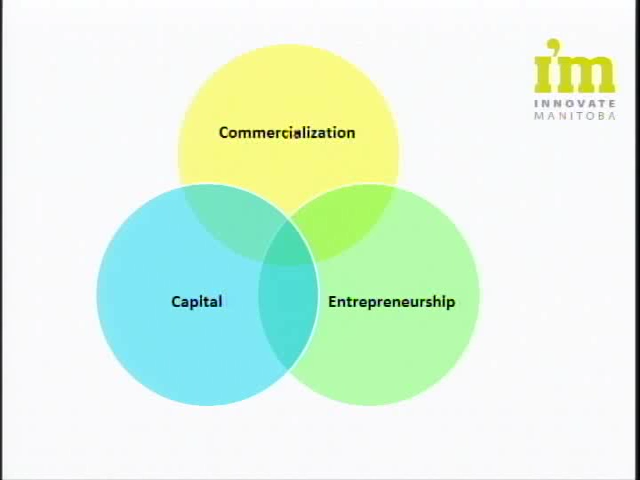 i'm
INNOVATE
MANITOBA
Commercialization
Capital
Entrepreneurship